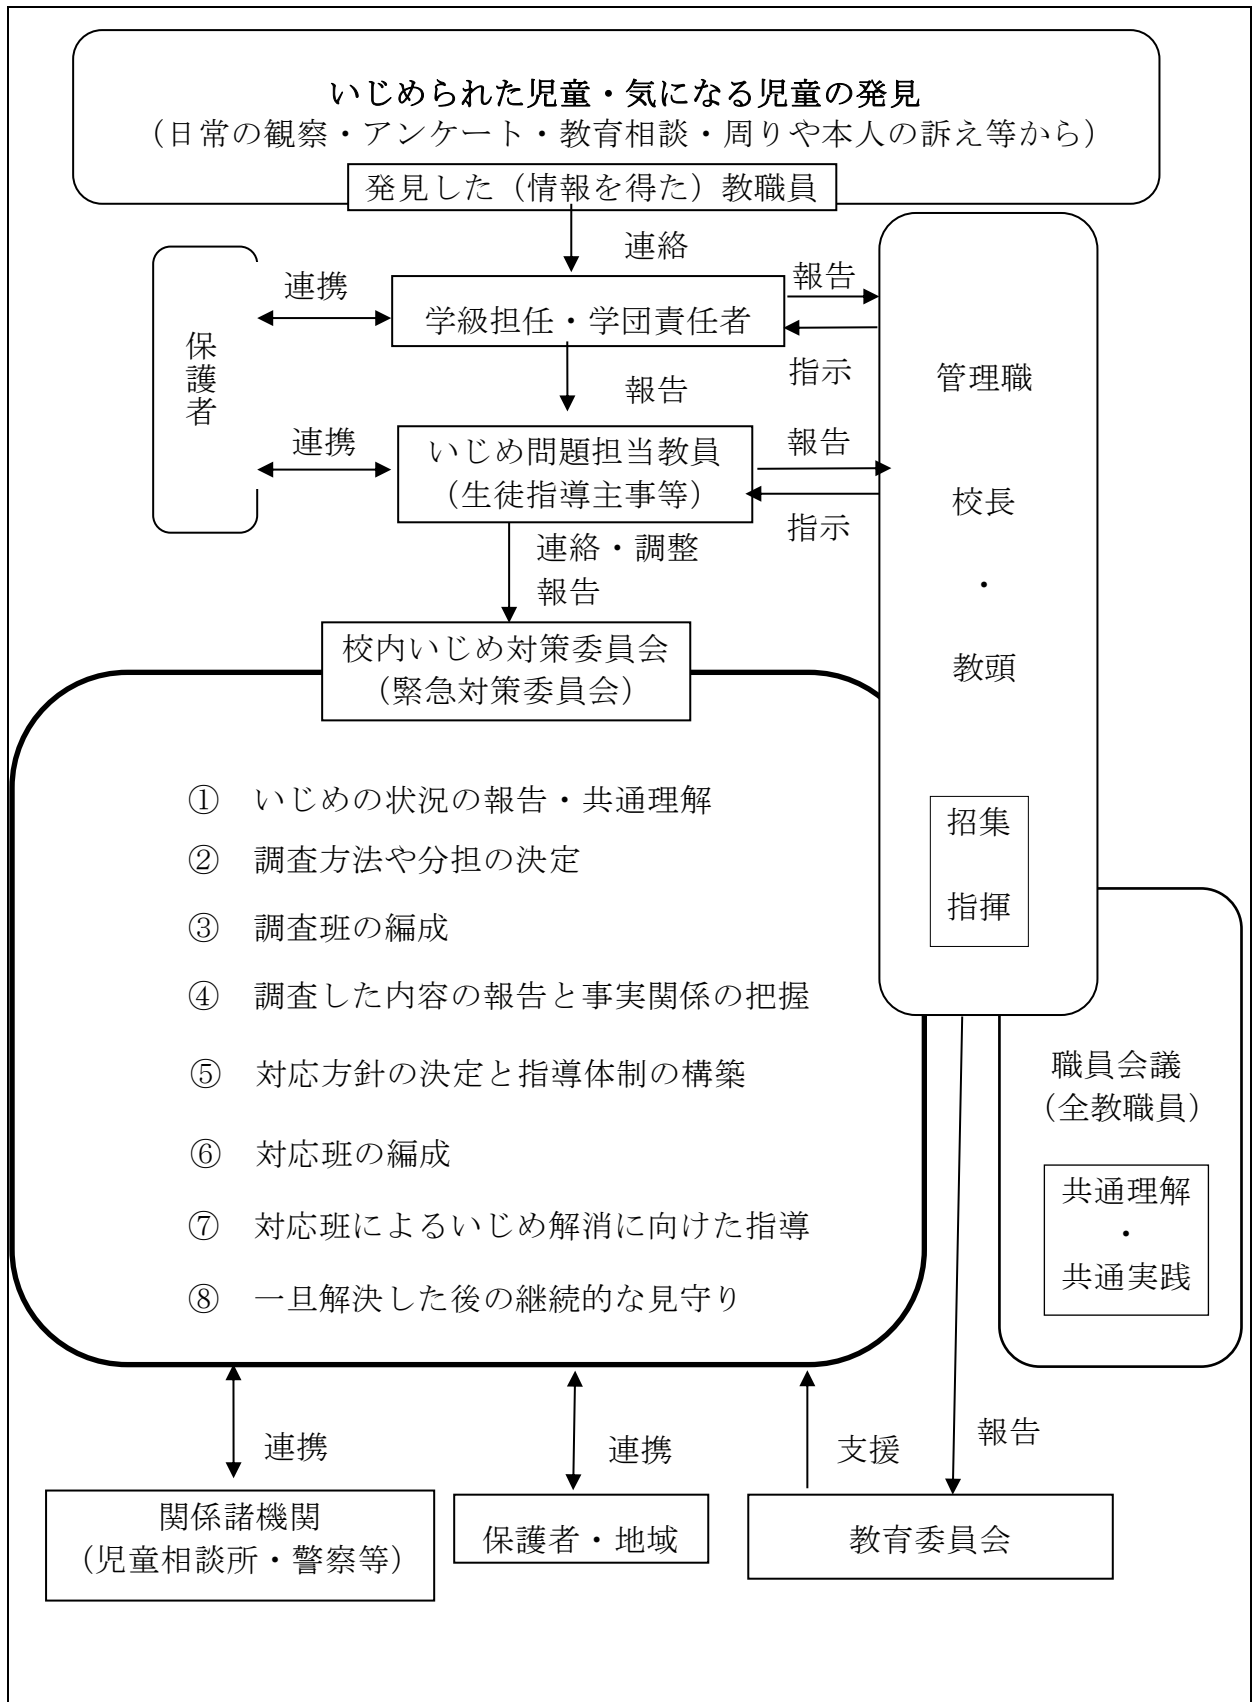 いじめられた児童・気になる児童の発見
（日常の観察・アンケート・教育相談・周りや本人の訴え等から）
発見した（情報を得た）教職員
連絡
保護者
連携
学級担任・学団責任者
報告
指示
報告
連携
いじめ問題担当教員
（生徒指導主事等）
報告
指示
連絡・調整
報告
管理職
校長
・
教頭
招集
指揮
校内いじめ対策委員会
（緊急対策委員会）
① いじめの状況の報告・共通理解
② 調査方法や分担の決定
③ 調査班の編成
④ 調査した内容の報告と事実関係の把握
⑤ 対応方針の決定と指導体制の構築
⑥ 対応班の編成
⑦ 対応班によるいじめ解消に向けた指導
⑧ 一旦解決した後の継続的な見守り
職員会議
（全教職員）
共通理解
・
共通実践
連携
連携
支援
報告
関係諸機関
（児童相談所・警察等）
保護者・地域
教育委員会